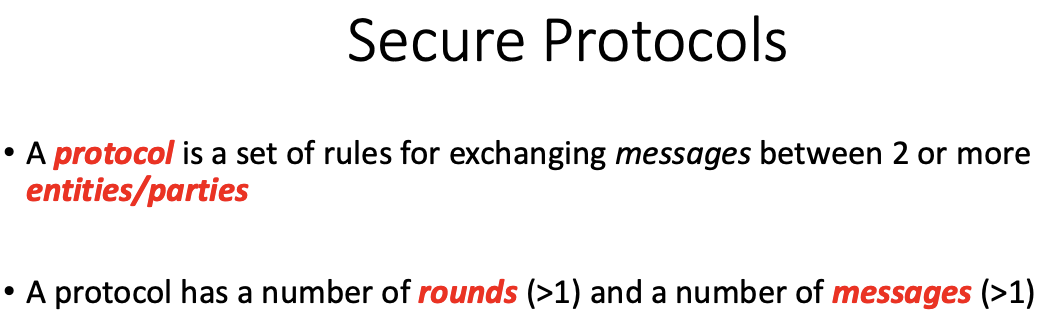 Secure Protocols
• A protocol is a set of rules for exchanging messages between 2 or more
entities/parties
• A protocol has a number of rounds (>1) and a number of messages (>1)